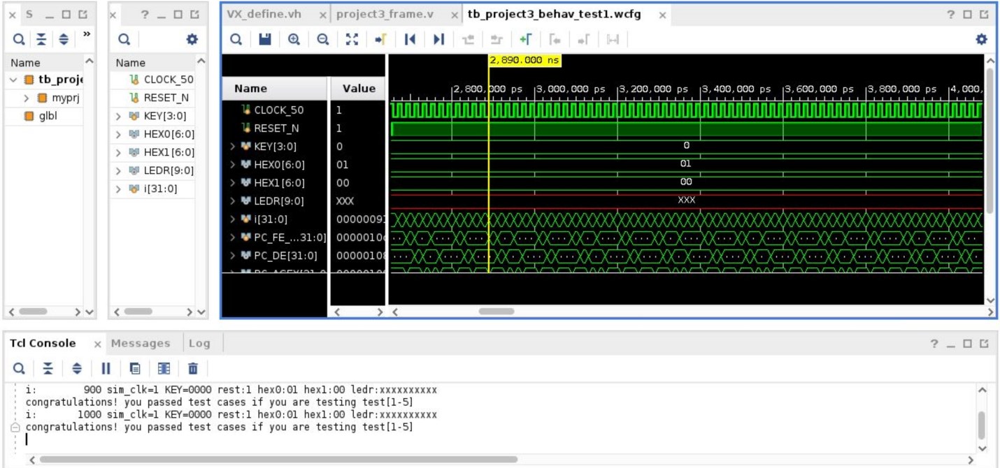 S
VX_define.vh
project3_frame.v
tb_project3_behav_test1.wcfg
Name
tb_proje
myprj
glbl
Name
CLOCK_50
RESET_N
KEY[3:0]
HEX0[6:0]
HEX1[6:0]
LEDR[9:0]
i[31:0]
2,890.000 ns
Name Value
2,800,000 ps 3,000,000 ps 3,200,000 ps 3,400,000 ps 3,600,000 ps 3,800,000 ps 4,000,
CLOCK_50 1
RESET_N 1
KEY[3:0] 0 0
HEX0[6:0] 01 01
HEX1[6:0] 00 00
LEDR[9:0] XXX XXX
i[31:0] 00000091
PC_FE_...31:0] 0000010
PC_DE[31:0] 00000108
Tcl Console Messages Log
i: 900 sim_clk=1 KEY=0000 rest:1 hex0:01 hex1:00 ledr:xxxxxxxxxx
congratulations! you passed test cases if you are testing test[1-5]
i: 1000 sim_clk=1 KEY=0000 rest:1 hex0:01 hex1:00 ledr:xxxxxxxxxx
congratulations! you passed test cases if you are testing test[1-5]